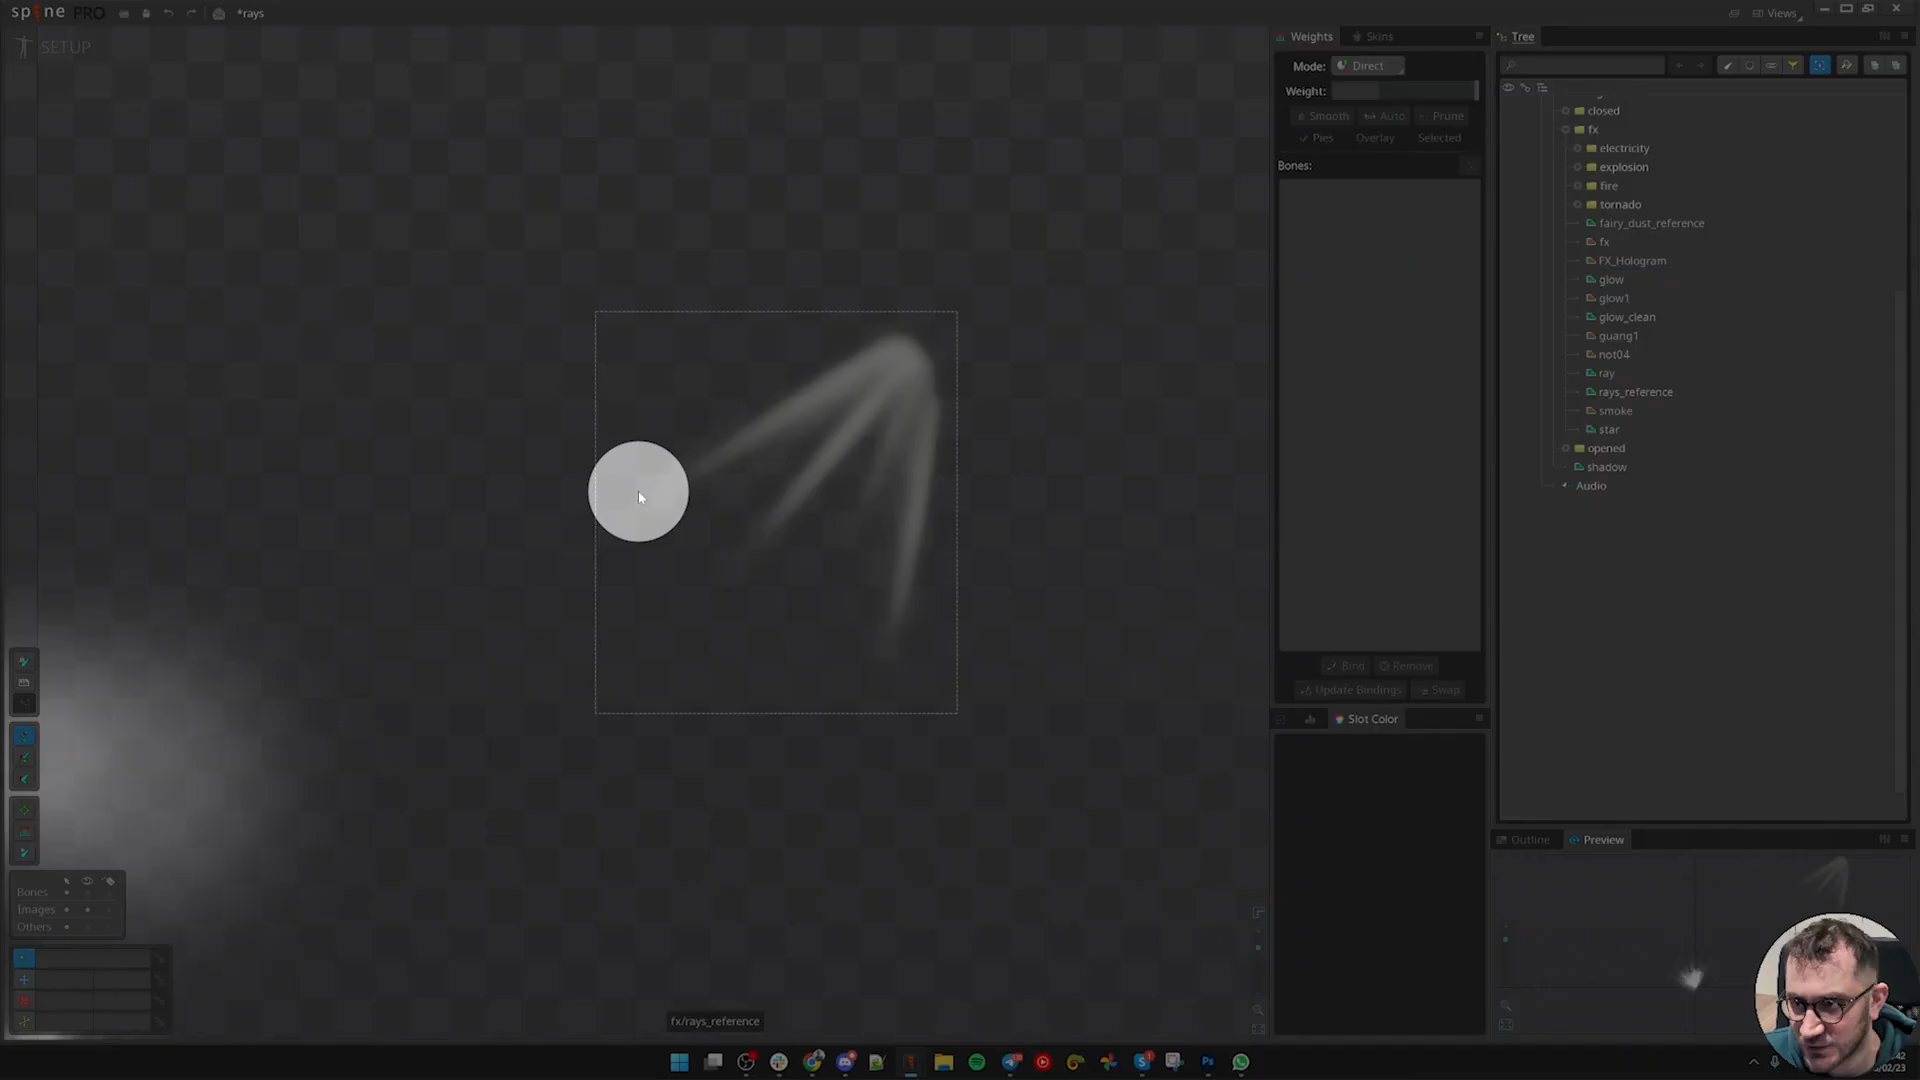 spine PRO
*rays
Views
SETUP
Weights
Skins
Tree
Mode:
Direct
Weight:
Smooth
Auto
Prune
Pies
Overlay
Selected
Bones:
closed
fx
electricity
explosion
fire
tornado
fairy_dust_reference
fx
FX_Hologram
glow
glow1
glow_clean
guang1
not04
ray
rays_reference
smoke
star
opened
shadow
Audio
Bind
Remove
Update Bindings
Swap
Slot Color
Outline
Preview
Bones
Images
Others
fx/rays_reference